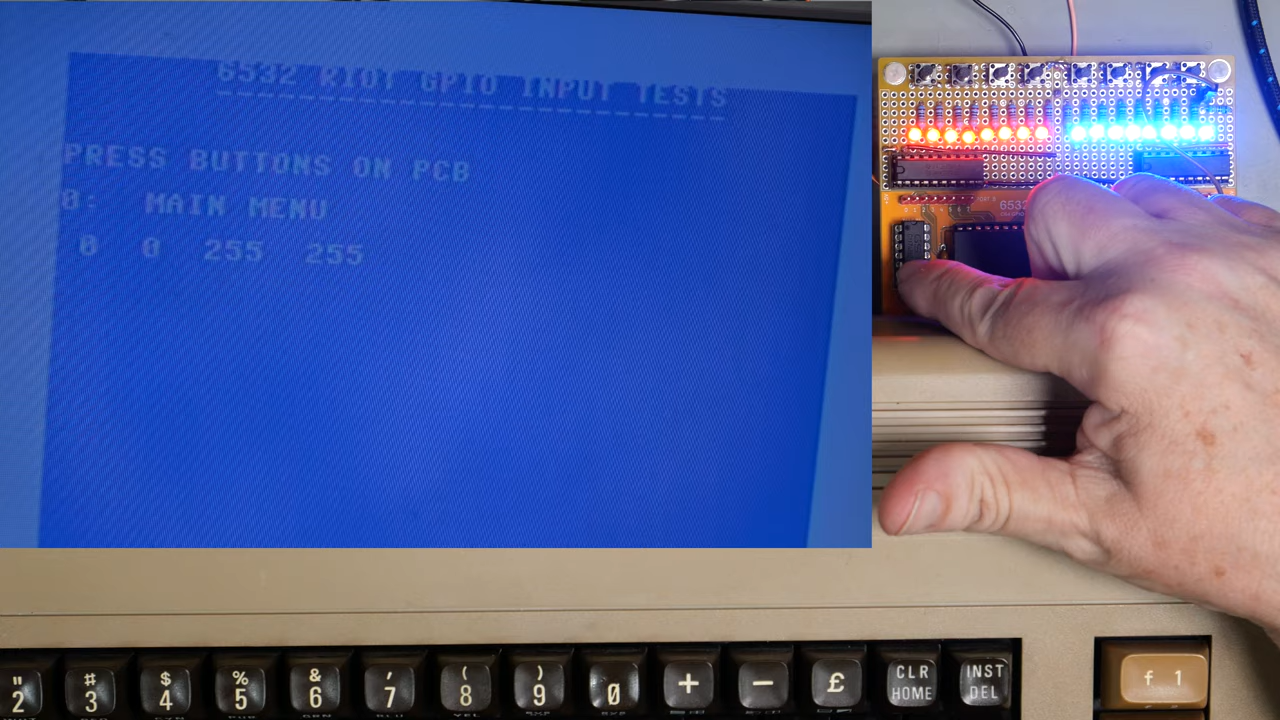 6532 RIOT GPIO INPUT TESTS
PRESS BUTTONS ON PCB
0: MAIN MENU
0 0 255 255
6532
" # $ % & ' ( ) + − £ CLR HOME INST DEL f 1
2 3 4 5 6 7 8 9 0